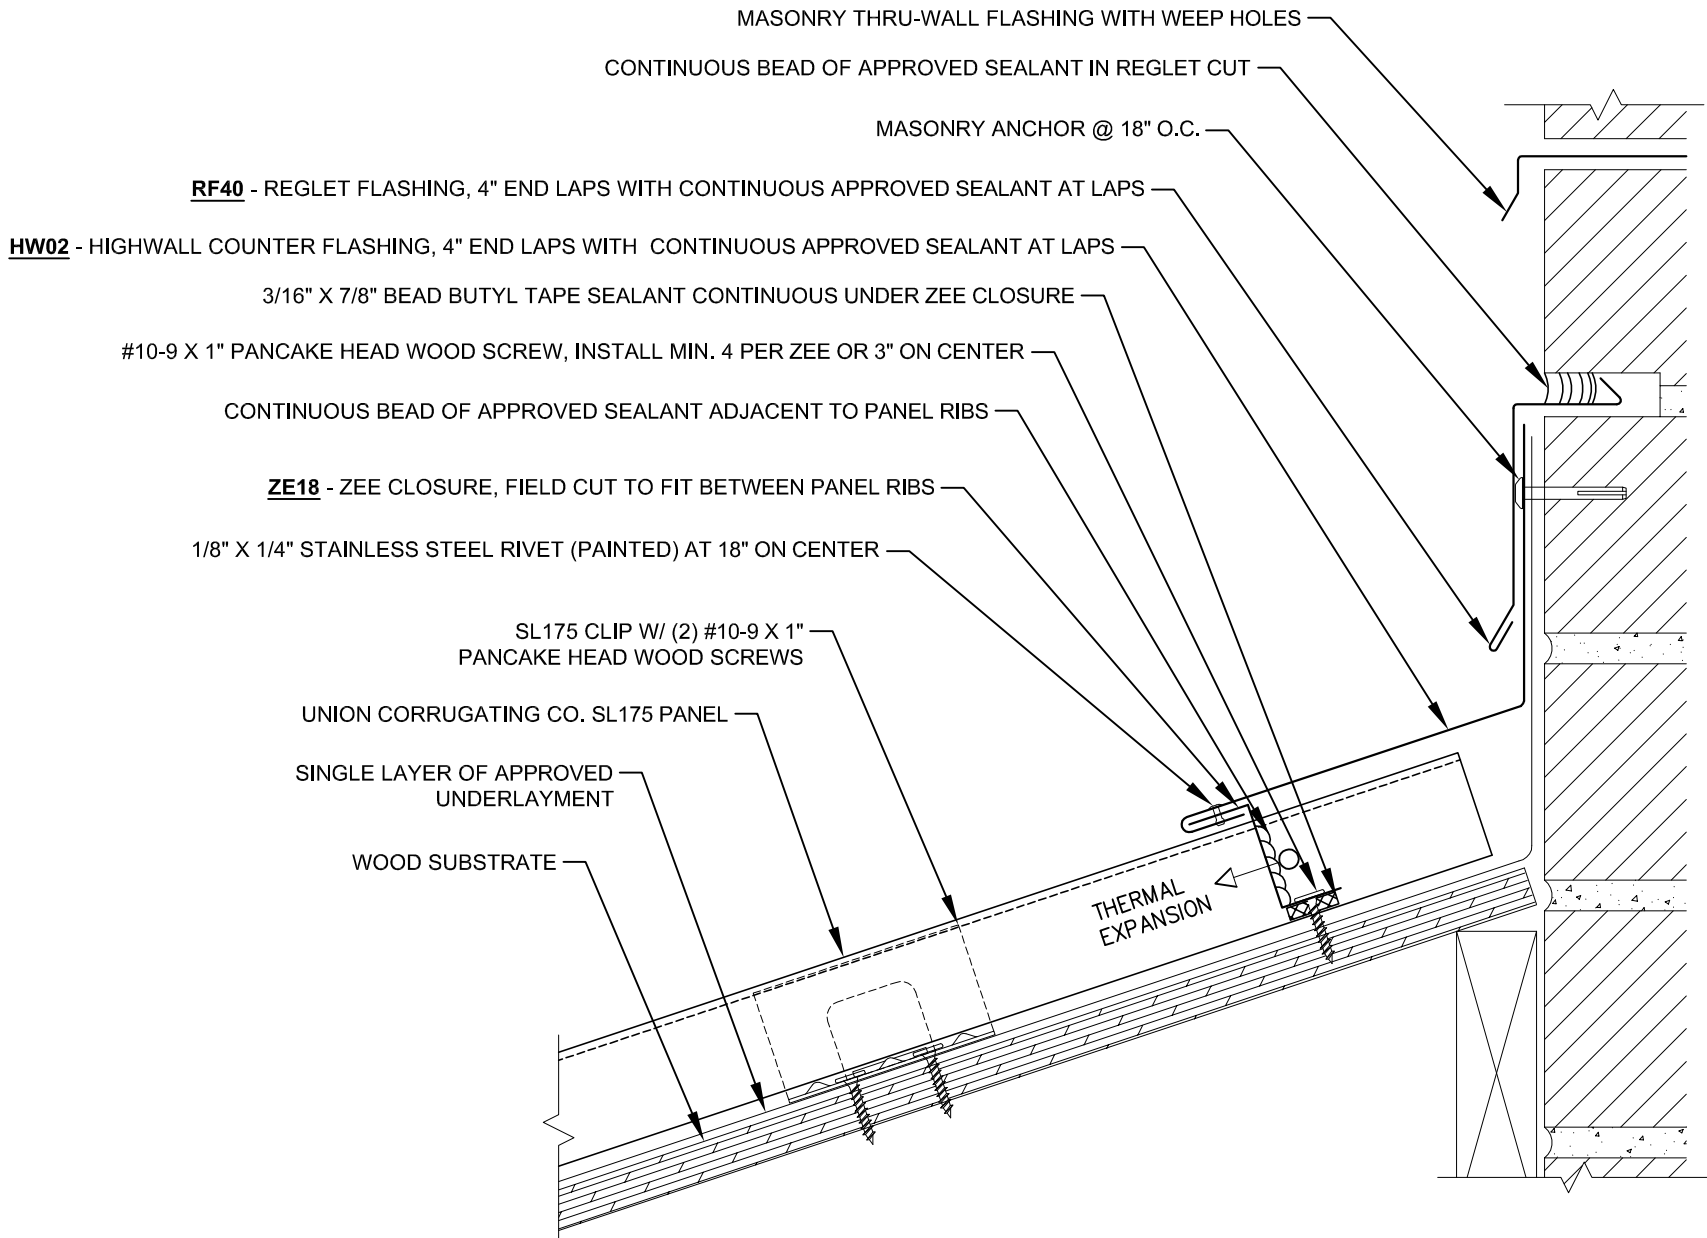 MASONRY THRU-WALL FLASHING WITH WEEP HOLES
CONTINUOUS BEAD OF APPROVED SEALANT IN REGLET CUT
MASONRY ANCHOR @ 18" O.C.
RF40 - REGLET FLASHING, 4" END LAPS WITH CONTINUOUS APPROVED SEALANT AT LAPS
HW02 - HIGHWALL COUNTER FLASHING, 4" END LAPS WITH CONTINUOUS APPROVED SEALANT AT LAPS
3/16" X 7/8" BEAD BUTYL TAPE SEALANT CONTINUOUS UNDER ZEE CLOSURE
#10-9 X 1" PANCAKE HEAD WOOD SCREW, INSTALL MIN. 4 PER ZEE OR 3" ON CENTER
CONTINUOUS BEAD OF APPROVED SEALANT ADJACENT TO PANEL RIBS
ZE18 - ZEE CLOSURE, FIELD CUT TO FIT BETWEEN PANEL RIBS
1/8" X 1/4" STAINLESS STEEL RIVET (PAINTED) AT 18" ON CENTER
SL175 CLIP W/ (2) #10-9 X 1"
PANCAKE HEAD WOOD SCREWS
UNION CORRUGATING CO. SL175 PANEL
SINGLE LAYER OF APPROVED
UNDERLAYMENT
WOOD SUBSTRATE
THERMAL
EXPANSION